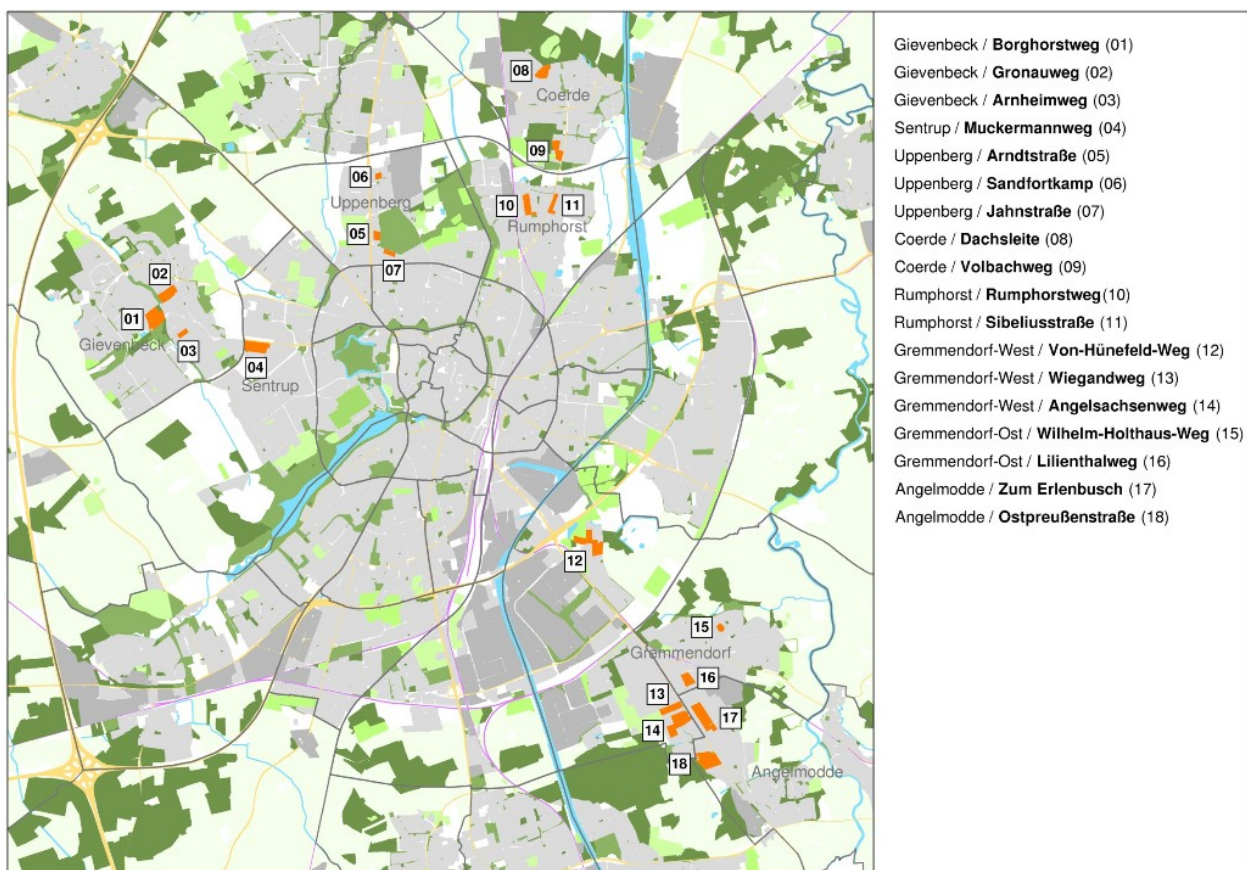 08
Coerde
09
06
Uppenberg
10
11
Rumphorst
05
07
02
01
Gievenbeck
03
04
Sentrup
12
15
Gremmendorf
16
13
17
14
18
Angelmodde
Gievenbeck / Borghorstweg (01)
Gievenbeck / Gronauweg (02)
Gievenbeck / Arnheimweg (03)
Sentrup / Muckermannweg (04)
Uppenberg / Arndtstraße (05)
Uppenberg / Sandfortkamp (06)
Uppenberg / Jahnstraße (07)
Coerde / Dachsleite (08)
Coerde / Volbachweg (09)
Rumphorst / Rumphorstweg(10)
Rumphorst / Sibeliusstraße (11)
Gremmendorf-West / Von-Hünefeld-Weg (12)
Gremmendorf-West / Wiegandweg (13)
Gremmendorf-West / Angelsachsenweg (14)
Gremmendorf-Ost / Wilhelm-Holthaus-Weg (15)
Gremmendorf-Ost / Lilienthalweg (16)
Angelmodde / Zum Erlenbusch (17)
Angelmodde / Ostpreußenstraße (18)